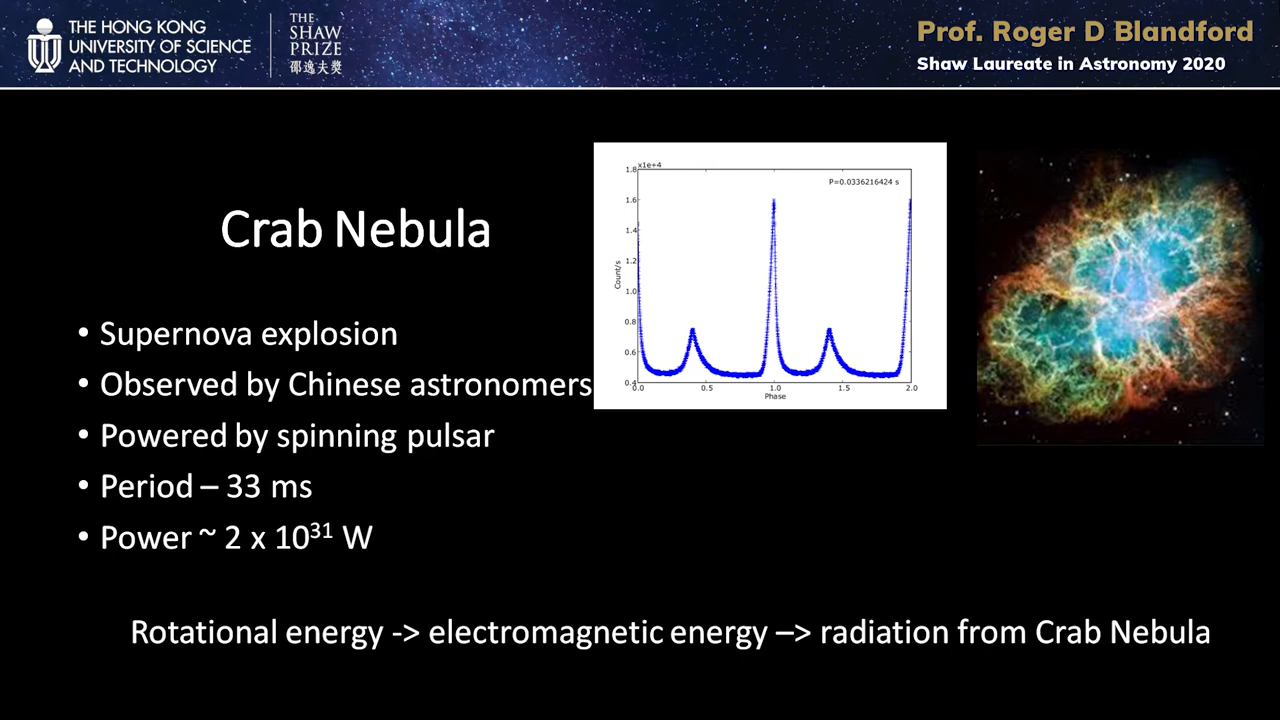 THE HONG KONG
UNIVERSITY OF SCIENCE
AND TECHNOLOGY
THE
SHAW
PRIZE
邵逸夫獎
Prof. Roger D Blandford
Shaw Laureate in Astronomy 2020
Crab Nebula
• Supernova explosion
• Observed by Chinese astronomers
• Powered by spinning pulsar
• Period – 33 ms
• Power ~ 2 x 10³¹ W
x1e+4
P=0.0336216424 s
1.8
1.6
1.4
1.2
1.0
0.8
0.6
0.4
Count/s
0.0 0.5 1.0 1.5 2.0
Phase
Rotational energy -> electromagnetic energy –> radiation from Crab Nebula